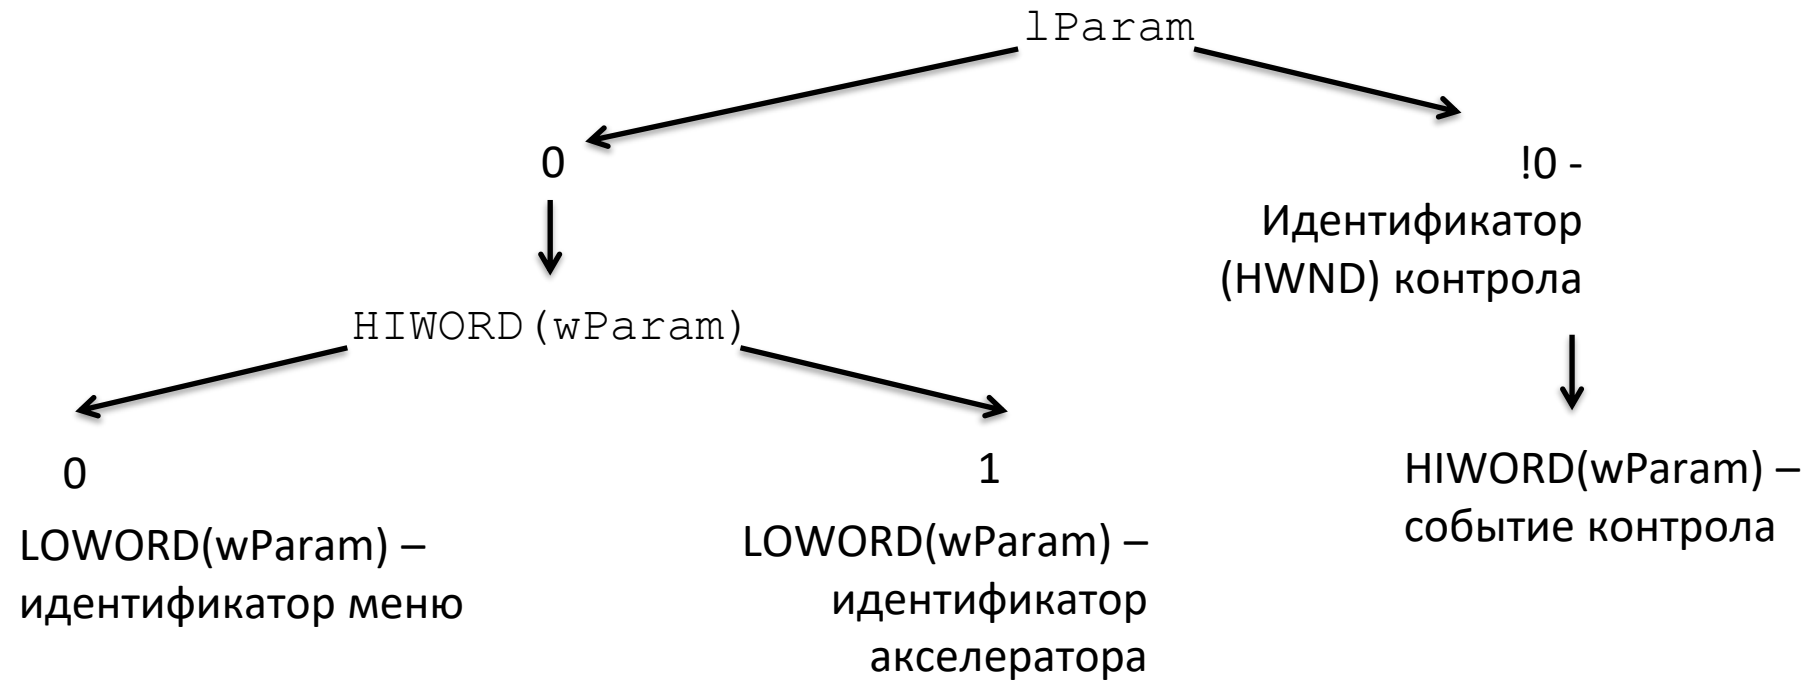 lParam
0
!0 -
Идентификатор
(HWND) контрола
HIWORD(wParam)
0
LOWORD(wParam) –
идентификатор меню
1
LOWORD(wParam) –
идентификатор
акселератора
HIWORD(wParam) –
событие контрола